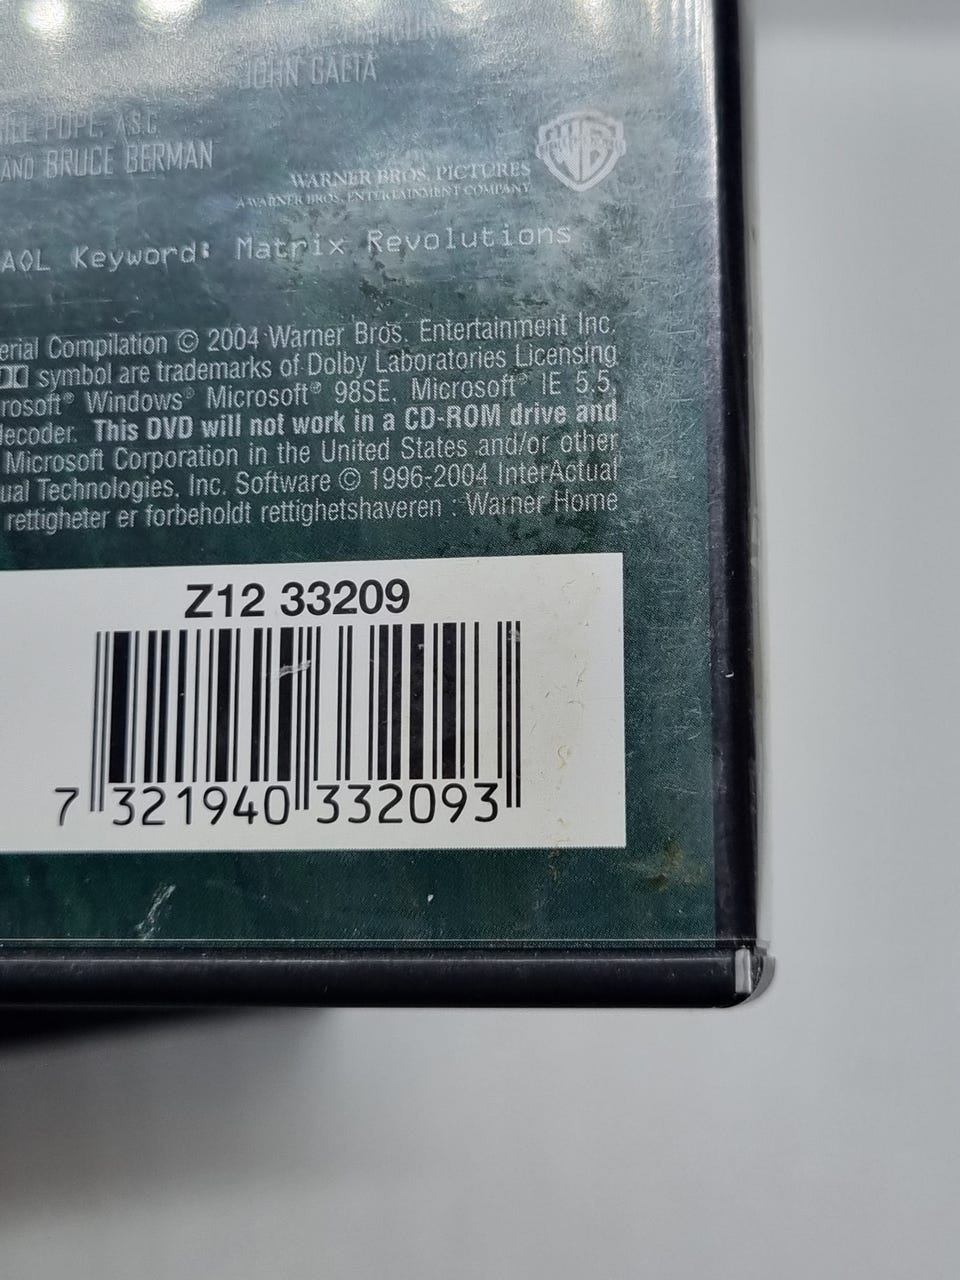 JOHN GAETA
POPE, A.S.C.
AND BRUCE BERMAN
WB
WARNER BROS. PICTURES
A WARNER BROS. ENTERTAINMENT COMPANY
AOL Keyword: Matrix Revolutions
erial Compilation © 2004 Warner Bros. Entertainment Inc.
symbol are trademarks of Dolby Laboratories Licensing
rosoft® Windows® Microsoft® 98SE, Microsoft® IE 5.5,
decoder. This DVD will not work in a CD-ROM drive and
Microsoft Corporation in the United States and/or other
ual Technologies, Inc. Software © 1996-2004 InterActual
rettigheter er forbeholdt rettighetshaveren : Warner Home
Z12 33209
7 321940 332093